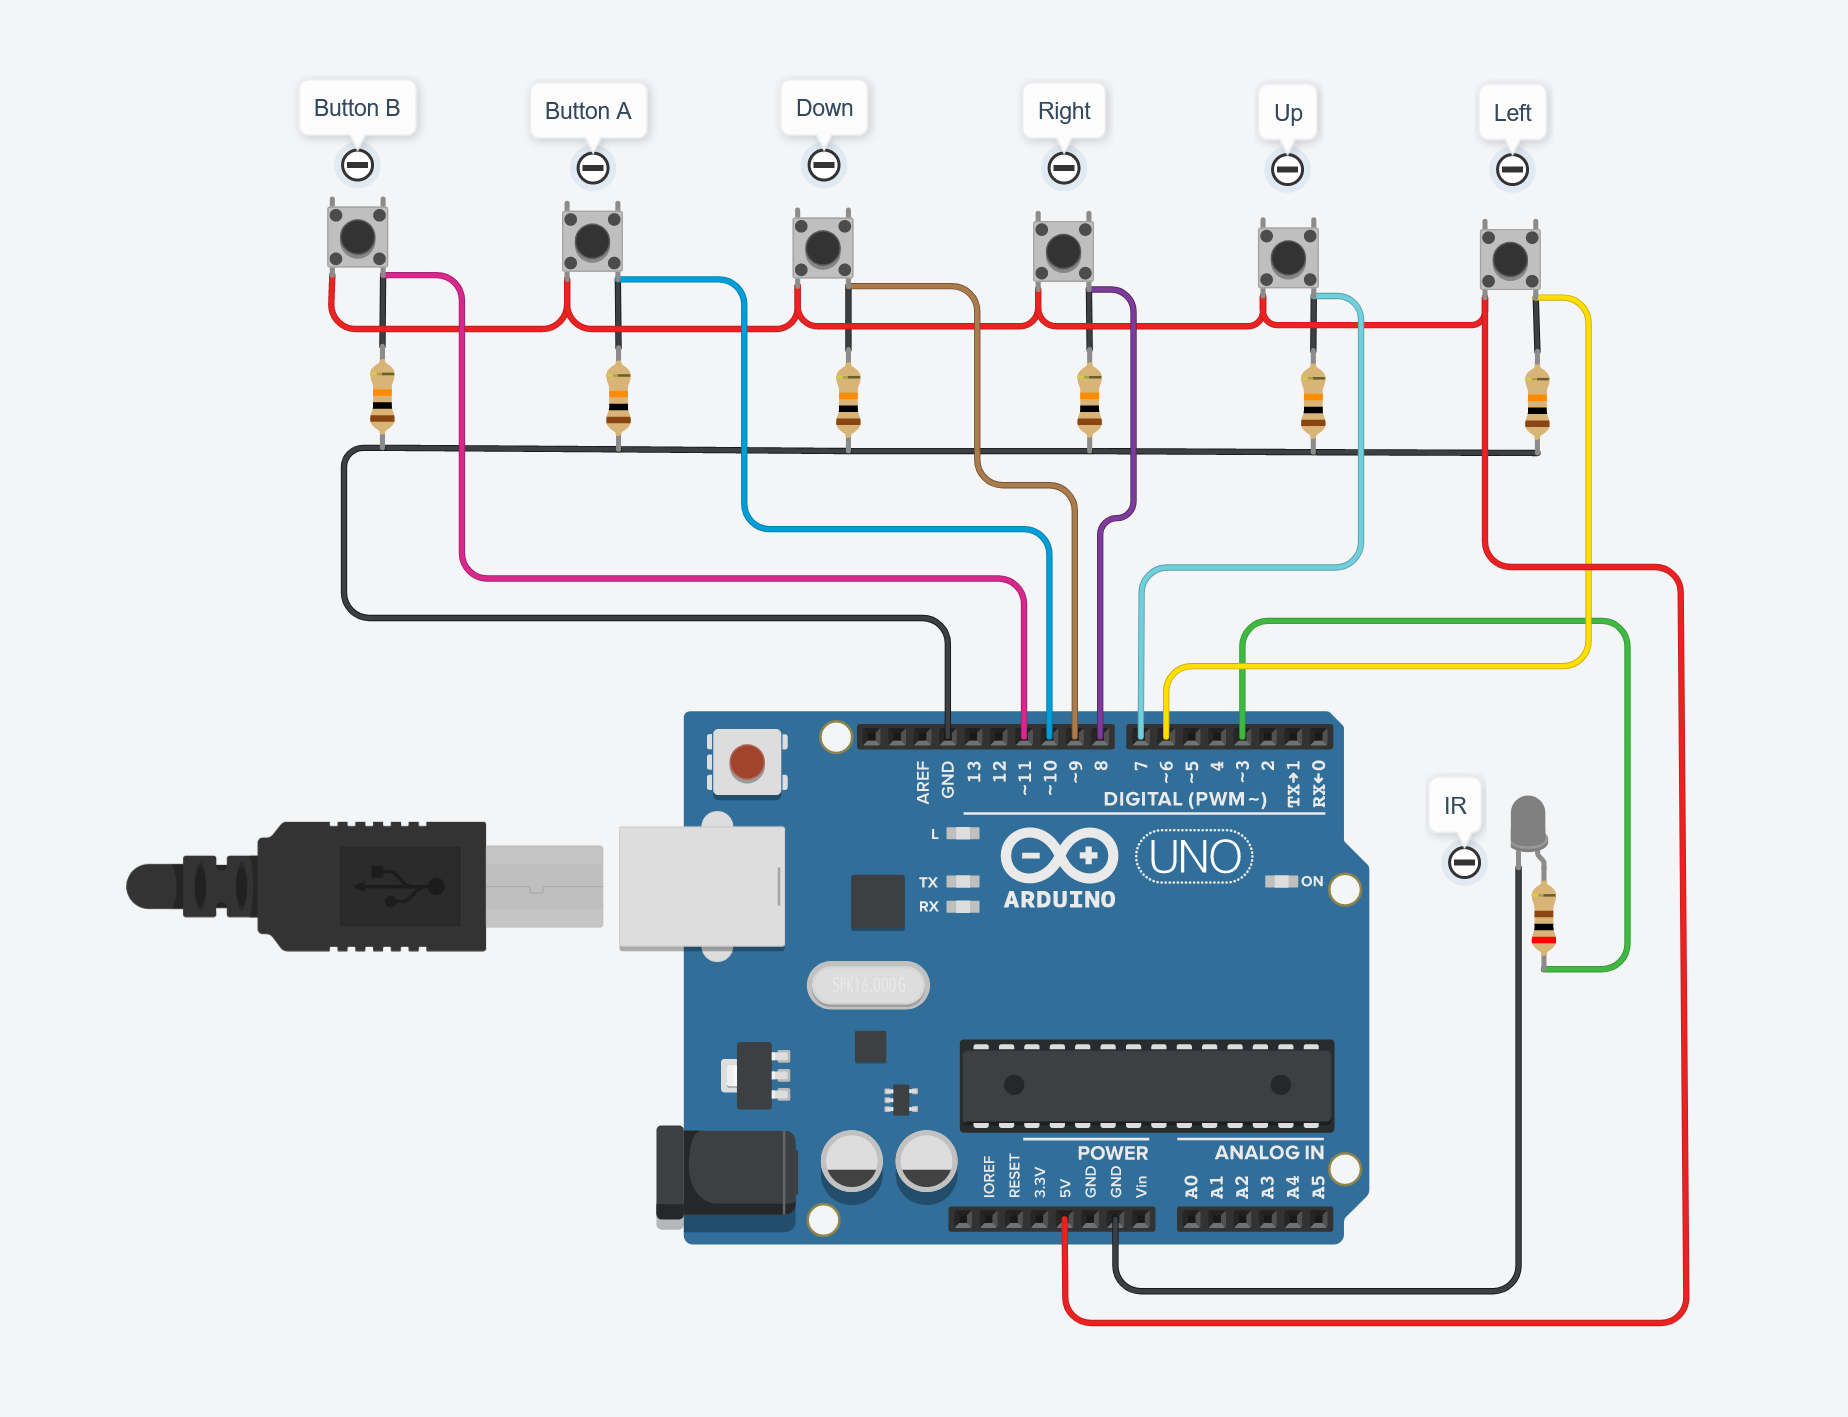 Button B
Button A
Down
Right
Up
Left
AREF
GND
13
12
~11
~10
~9
8
7
~6
~5
4
~3
2
TX→1
RX←0
DIGITAL (PWM~)
L
TX
RX
ARDUINO
UNO
ON
IR
SPK16.000G
POWER
ANALOG IN
IOREF
RESET
3.3V
5V
GND
GND
Vin
A0
A1
A2
A3
A4
A5